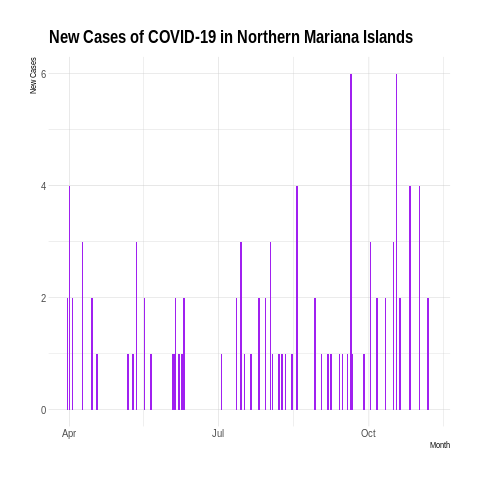 New Cases of COVID-19 in Northern Mariana Islands
New Cases
6
4
2
0
Apr
Jul
Oct
Month